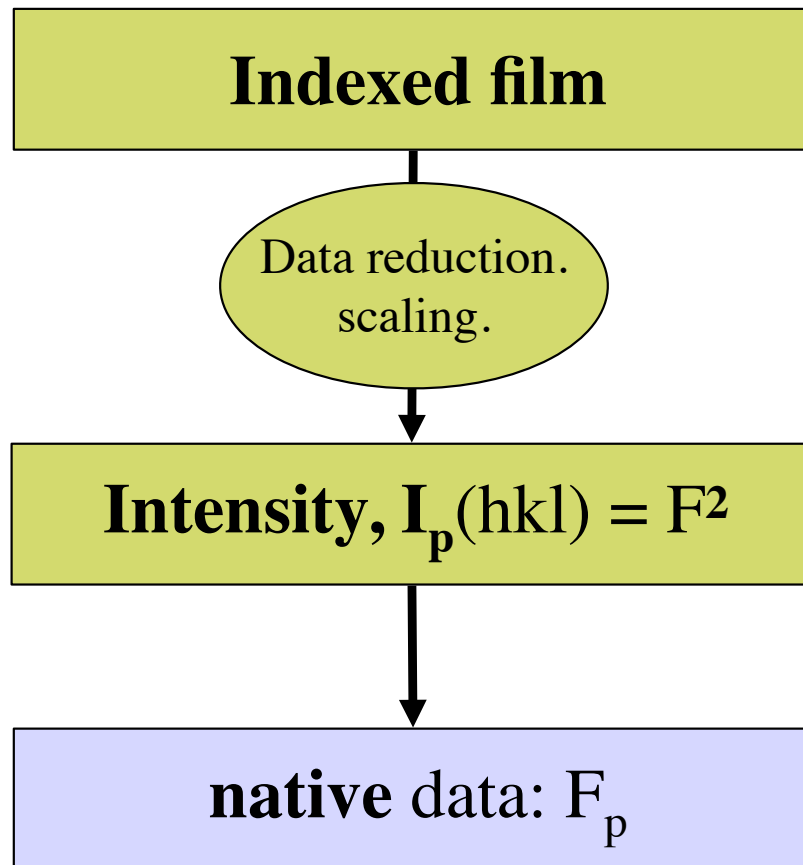 Indexed film
Data reduction.
scaling.
Intensity, Iₚ(hkl) = F²
native data: Fₚ